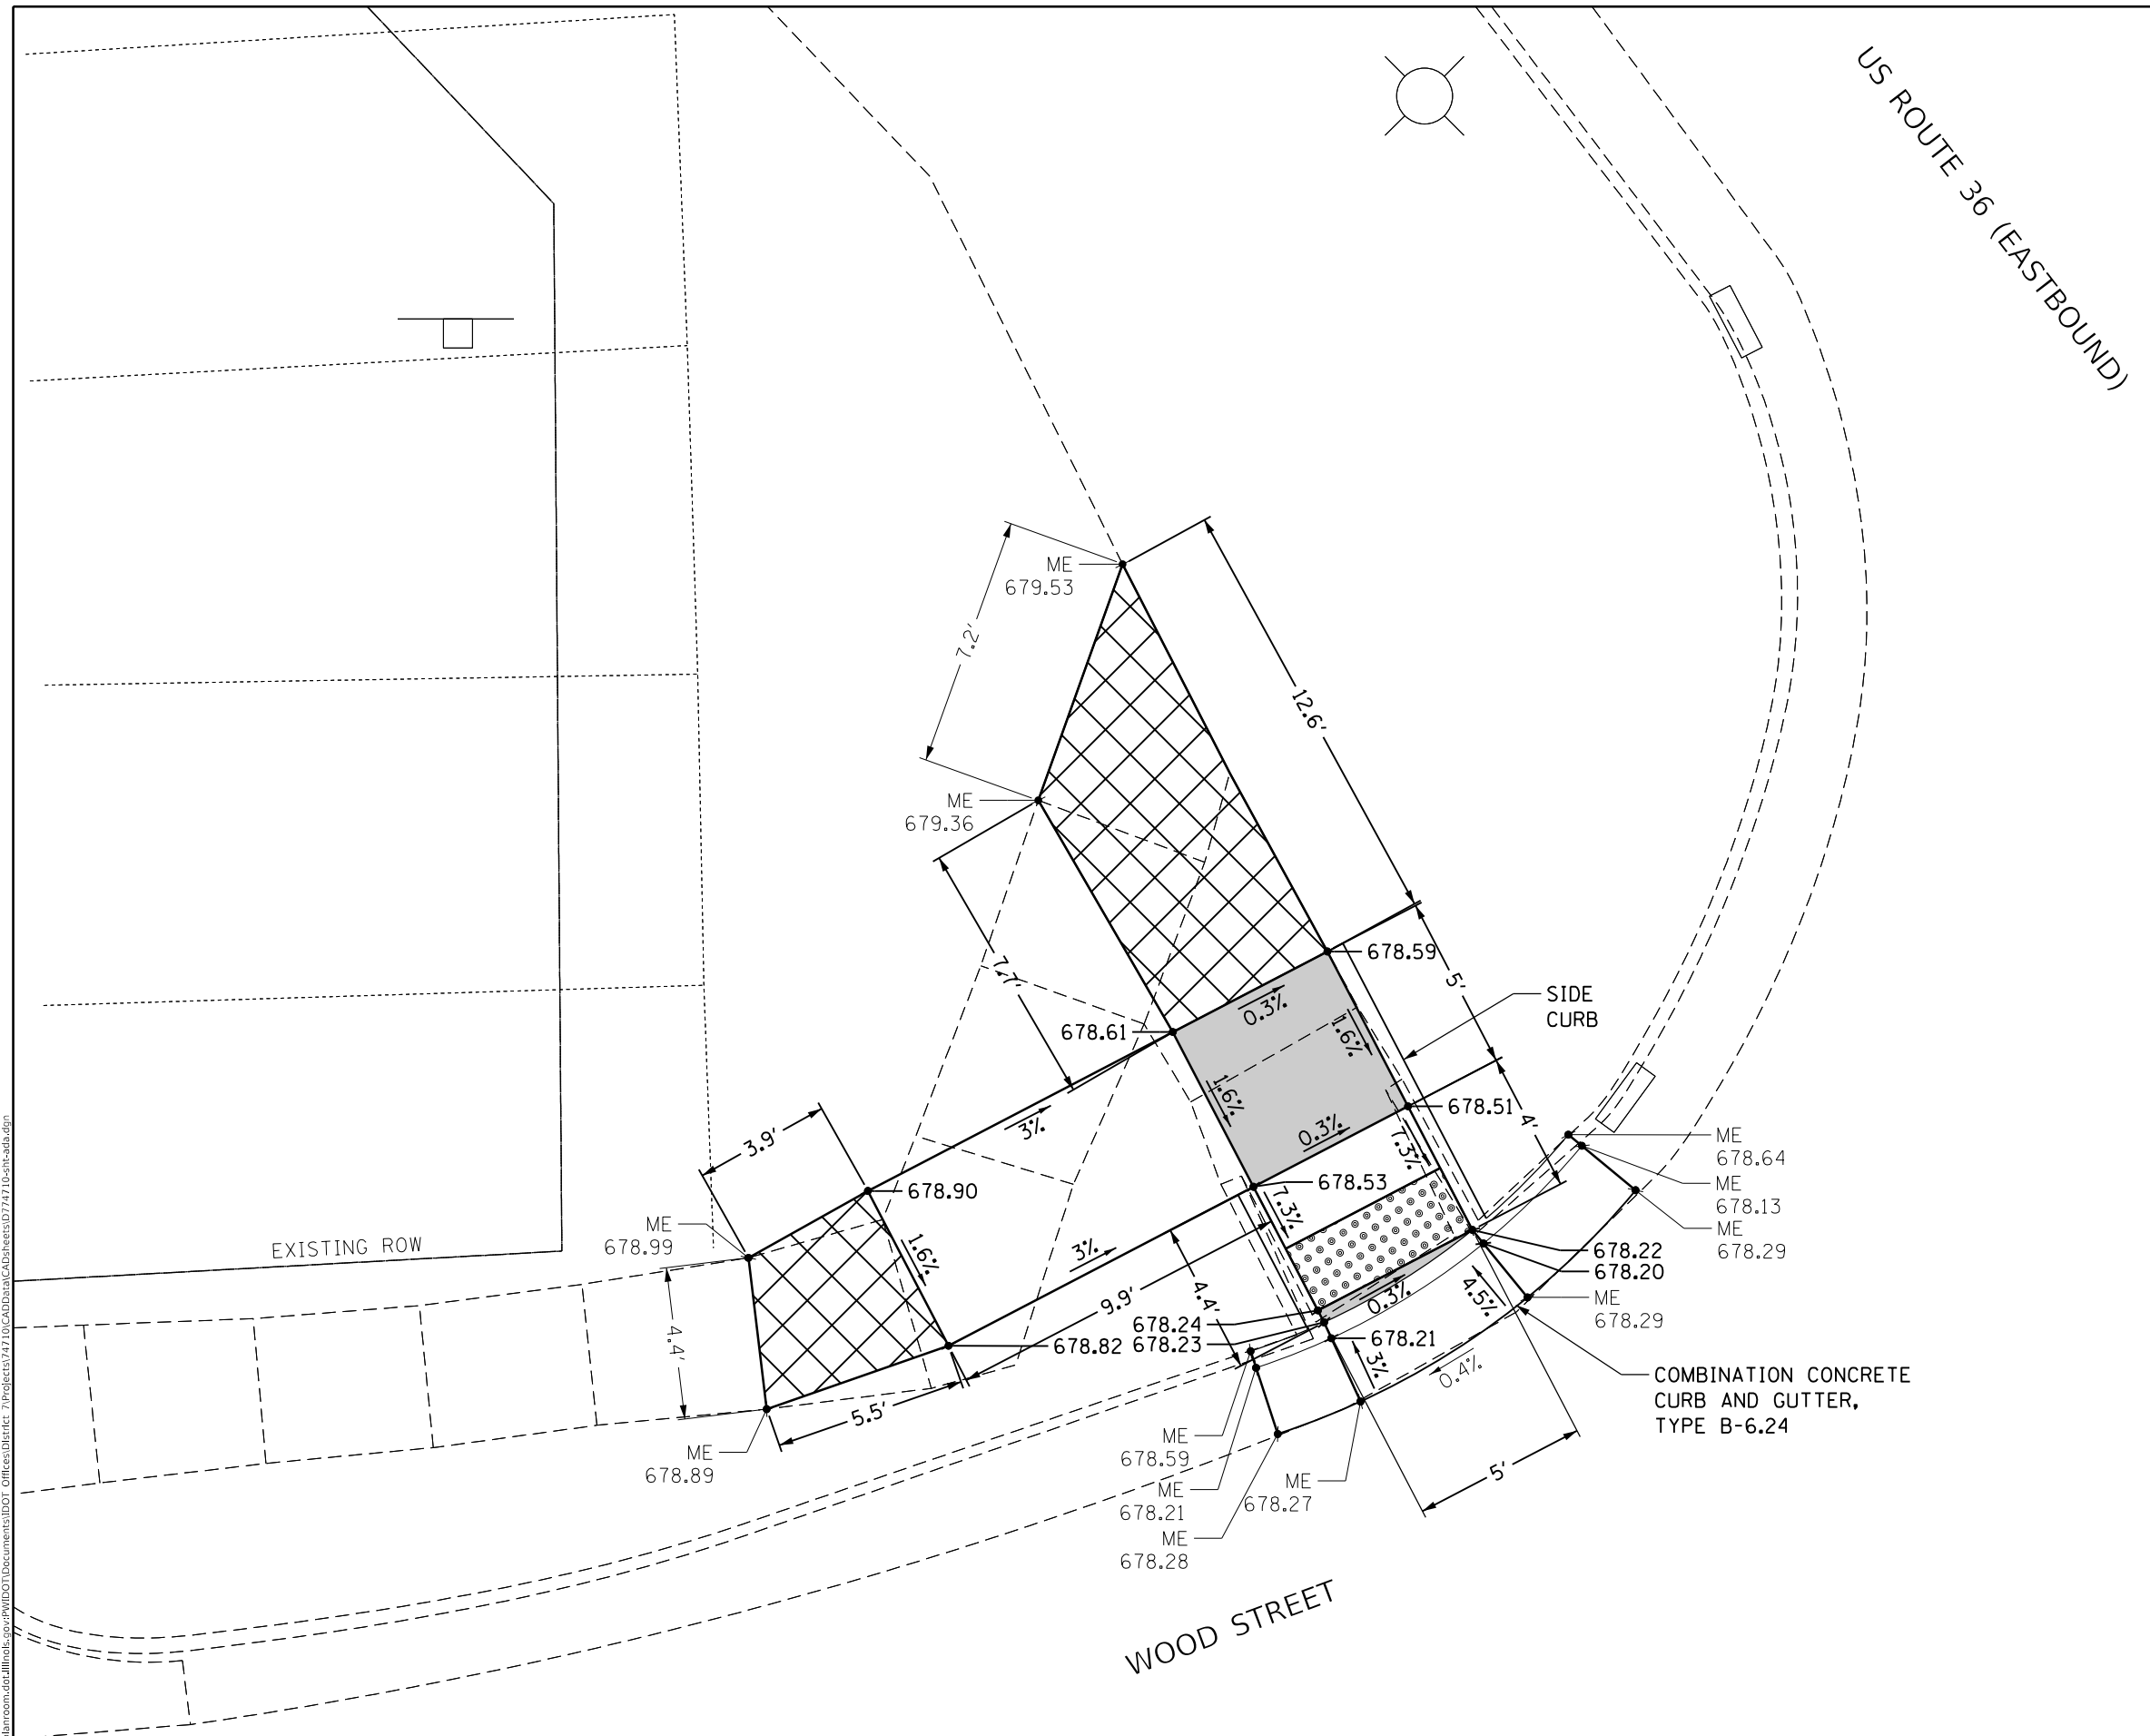 US ROUTE 36 (EASTBOUND)
ME
679.53
7.2'
12.6'
ME
679.36
7.7'
678.59
5'
SIDE
CURB
0.3%
1.6%
678.61
1.6%
678.51
4'
0.3%
3%
7.3%
3.9'
ME
678.64
ME
678.13
ME
678.29
678.90
678.53
7.3%
ME
678.99
EXISTING ROW
1.6%
3%
9.9'
4.4'
678.22
678.20
4.5%
0.3%
ME
678.29
678.24
678.23
678.82
678.21
3%
0.4%
4.4'
5.5'
COMBINATION CONCRETE
CURB AND GUTTER,
TYPE B-6.24
ME
678.89
ME
678.59
ME
678.21
ME
678.27
ME
678.28
5'
WOOD STREET